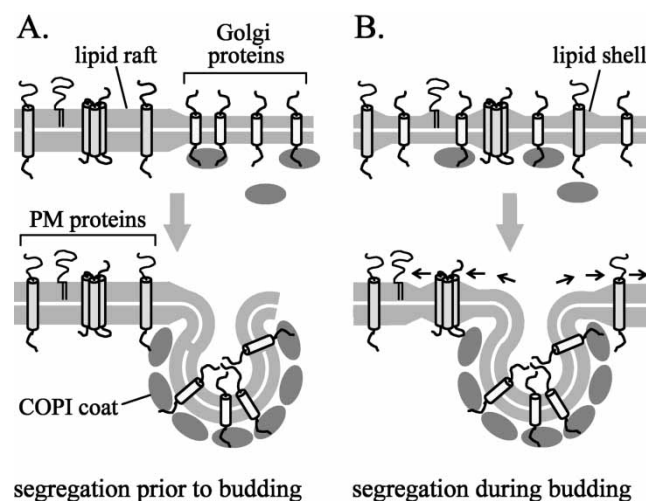 A.
lipid raft
Golgi
proteins
PM proteins
COPI coat
segregation prior to budding
B.
lipid shell
segregation during budding